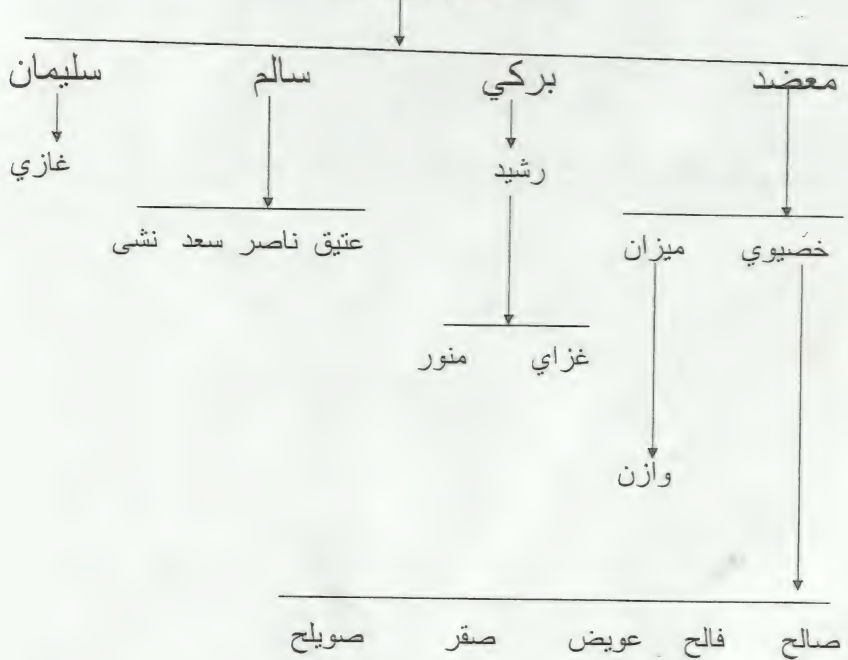 معضد بركي سالم سليمان
رشيد غازي
خصيوي ميزان عتيق ناصر سعد نشى
غزاي منور
وازن
صالح فالح عويض صقر صويلح